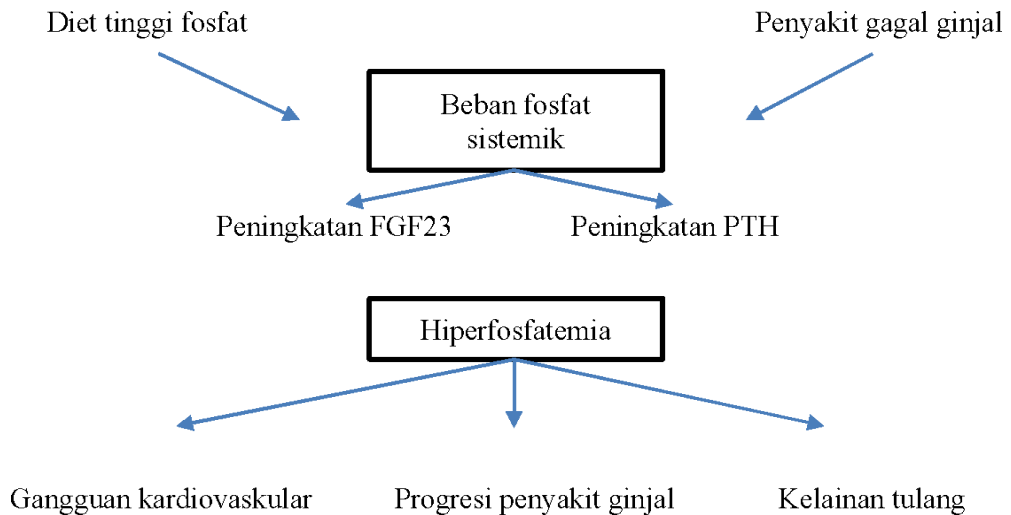 Diet tinggi fosfat
Penyakit gagal ginjal
Beban fosfat
sistemik
Peningkatan FGF23
Peningkatan PTH
Hiperfosfatemia
Gangguan kardiovaskular
Progresi penyakit ginjal
Kelainan tulang